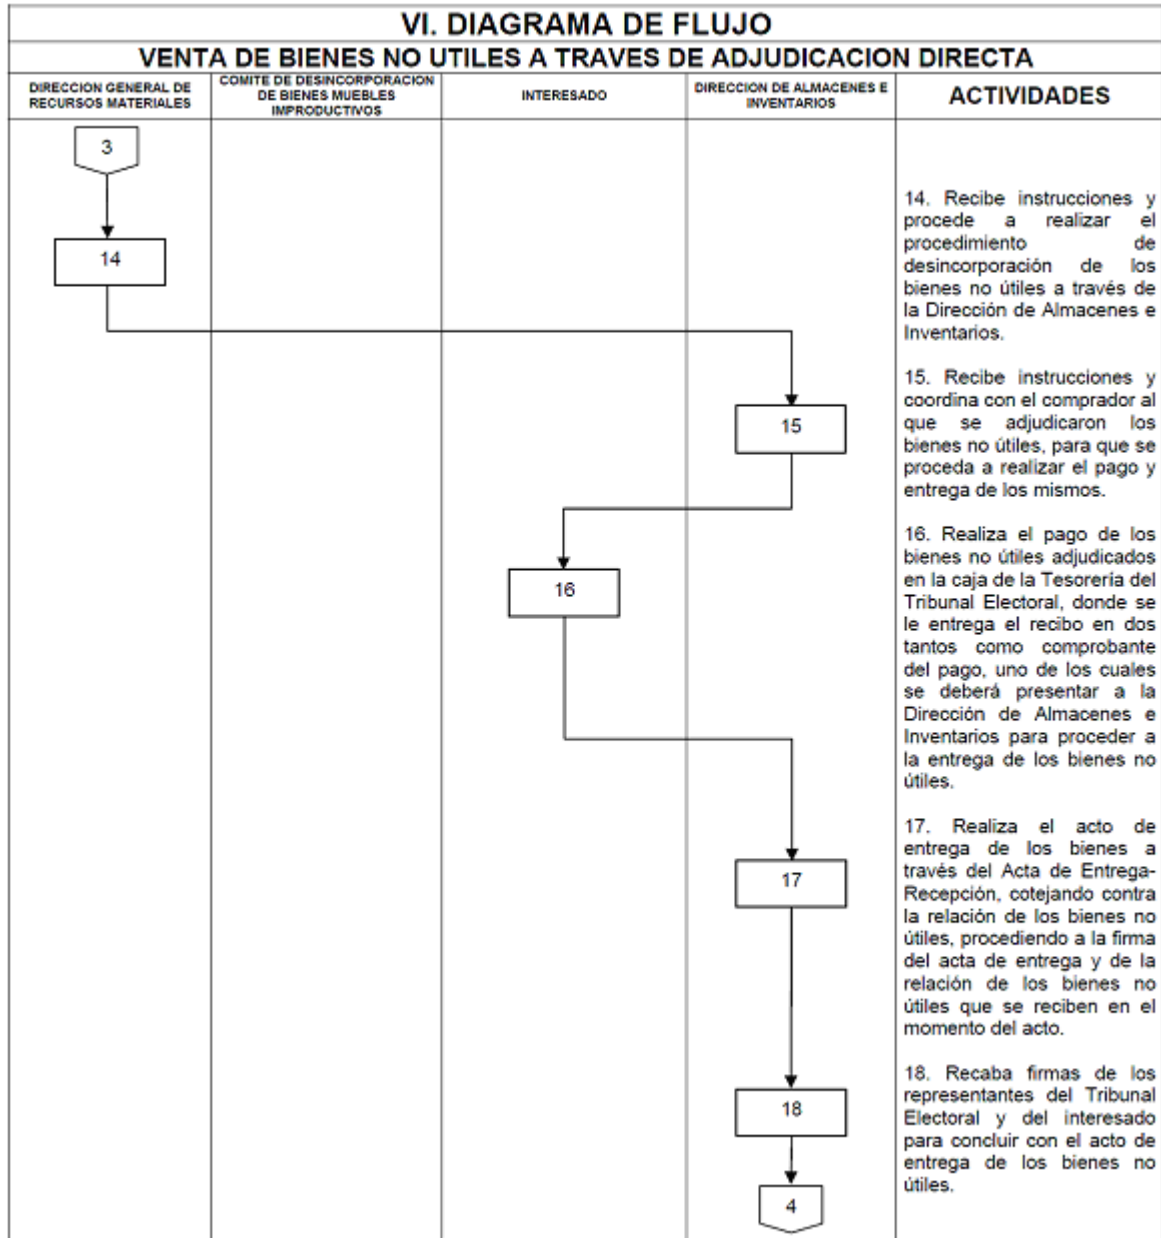 VI. DIAGRAMA DE FLUJO
VENTA DE BIENES NO UTILES A TRAVES DE ADJUDICACION DIRECTA
DIRECCION GENERAL DE
RECURSOS MATERIALES
COMITE DE DESINCORPORACION
DE BIENES MUEBLES
IMPRODUCTIVOS
INTERESADO
DIRECCION DE ALMACENES E
INVENTARIOS
ACTIVIDADES
3
14
15
16
17
18
4
14. Recibe instrucciones y
procede a realizar el
procedimiento de
desincorporación de los
bienes no útiles a través de
la Dirección de Almacenes e
Inventarios.
15. Recibe instrucciones y
coordina con el comprador al
que se adjudicaron los
bienes no útiles, para que se
proceda a realizar el pago y
entrega de los mismos.
16. Realiza el pago de los
bienes no útiles adjudicados
en la caja de la Tesorería del
Tribunal Electoral, donde se
le entrega el recibo en dos
tantos como comprobante
del pago, uno de los cuales
se deberá presentar a la
Dirección de Almacenes e
Inventarios para proceder a
la entrega de los bienes no
útiles.
17. Realiza el acto de
entrega de los bienes a
través del Acta de Entrega-
Recepción, cotejando contra
la relación de los bienes no
útiles, procediendo a la firma
del acta de entrega y de la
relación de los bienes no
útiles que se reciben en el
momento del acto.
18. Recaba firmas de los
representantes del Tribunal
Electoral y del interesado
para concluir con el acto de
entrega de los bienes no
útiles.